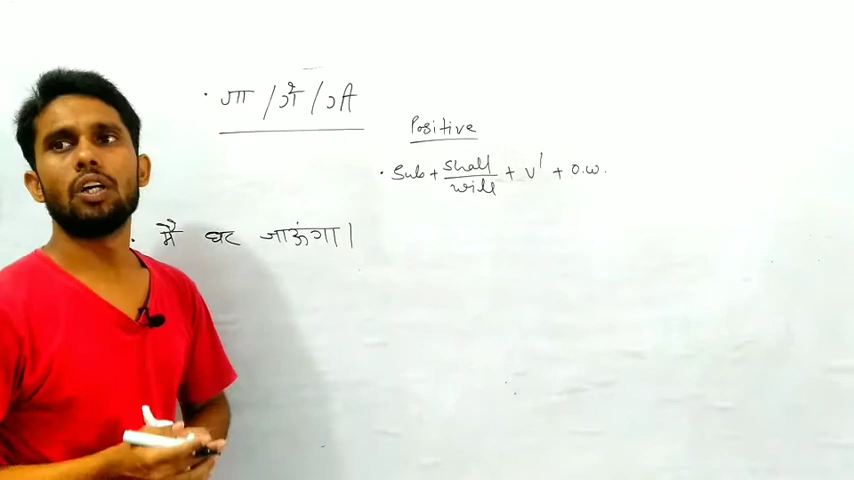 • गा / गे / गी
Positive
• Sub + shall/will + V¹ + O.W.
• मैं घर जाऊंगा।